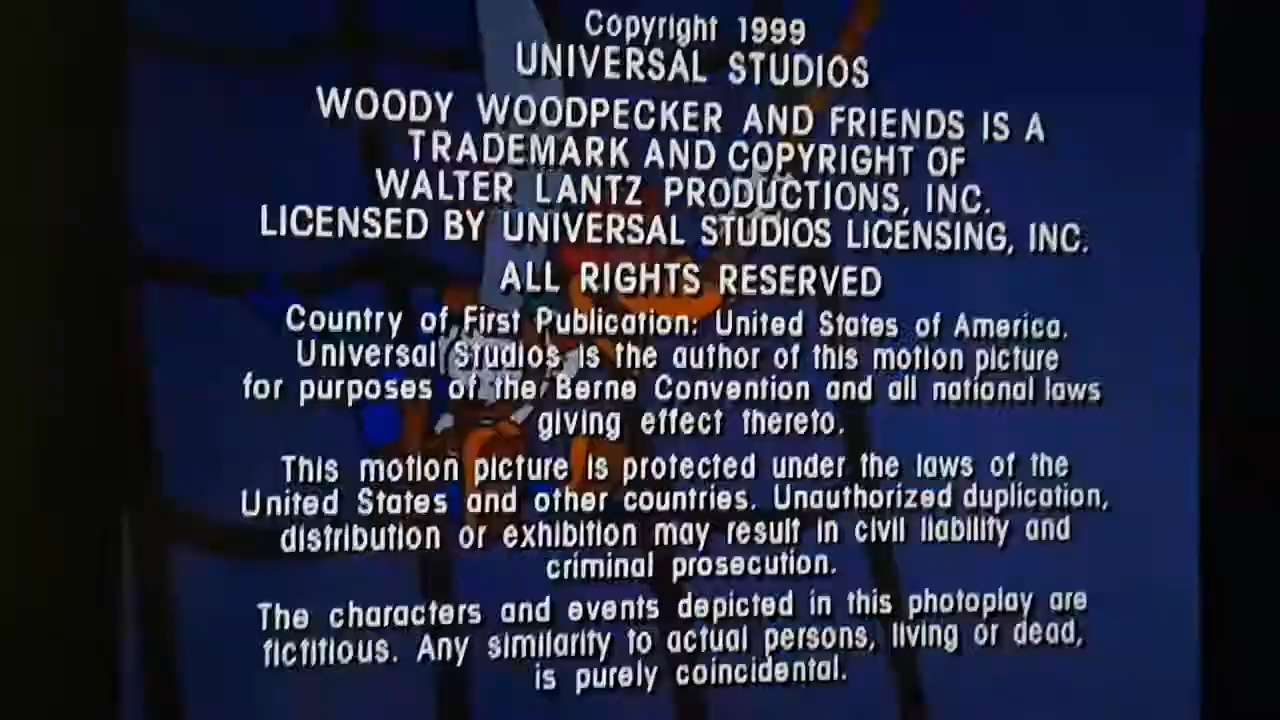 Copyright 1999
UNIVERSAL STUDIOS
WOODY WOODPECKER AND FRIENDS IS A
TRADEMARK AND COPYRIGHT OF
WALTER LANTZ PRODUCTIONS, INC.
LICENSED BY UNIVERSAL STUDIOS LICENSING, INC.
ALL RIGHTS RESERVED
Country of First Publication: United States of America.
Universal Studios is the author of this motion picture
for purposes of the Berne Convention and all national laws
giving effect thereto.
This motion picture is protected under the laws of the
United States and other countries. Unauthorized duplication,
distribution or exhibition may result in civil liability and
criminal prosecution.
The characters and events depicted in this photoplay are
fictitious. Any similarity to actual persons, living or dead,
is purely coincidental.